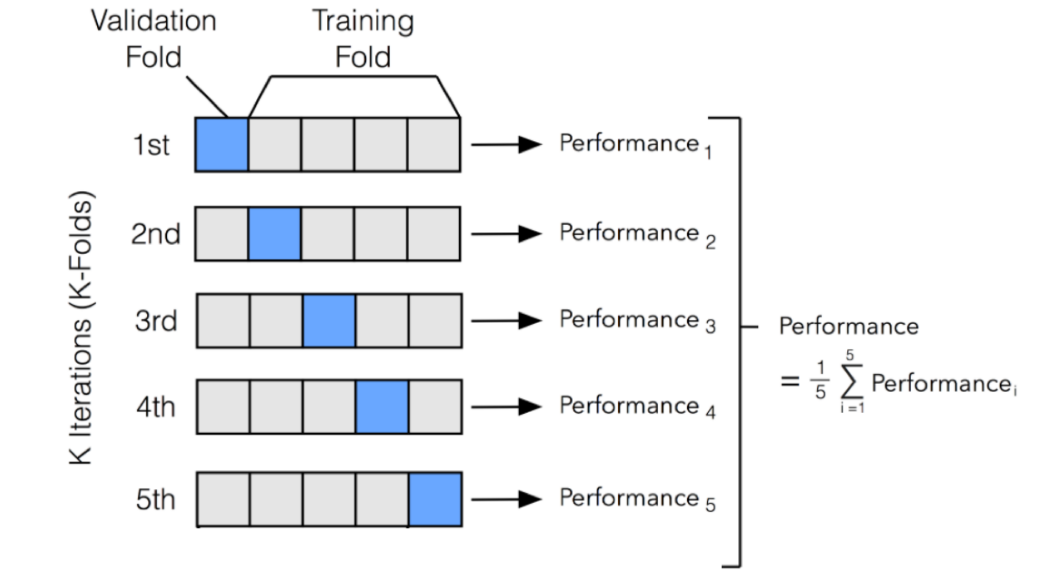 Validation
Fold
Training
Fold
K Iterations (K-Folds)
1st
Performance 1
2nd
Performance 2
3rd
Performance 3
4th
Performance 4
5th
Performance 5
Performance
= 1/5 5∑i=1 Performance i